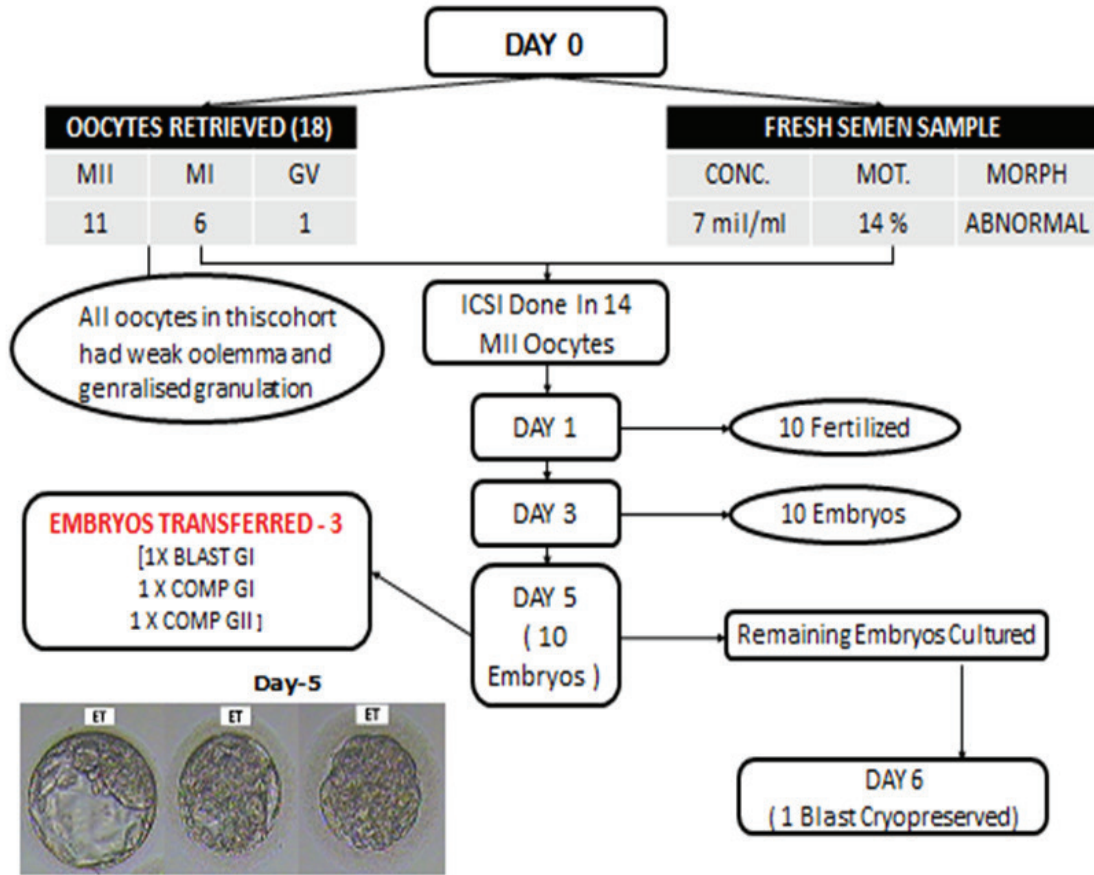 DAY 0
OOCYTES RETRIEVED (18)
MII MI GV
11 6 1
FRESH SEMEN SAMPLE
CONC. MOT. MORPH
7 mil/ml 14 % ABNORMAL
All oocytes in thiscohort
had weak oolemma and
genralised granulation
ICSI Done In 14
MII Oocytes
DAY 1
10 Fertilized
DAY 3
10 Embryos
EMBRYOS TRANSFERRED - 3
[1X BLAST GI
1 X COMP GI
1 X COMP GII ]
DAY 5
( 10
Embryos )
Remaining Embryos Cultured
Day-5
ET ET ET
DAY 6
( 1 Blast Cryopreserved)